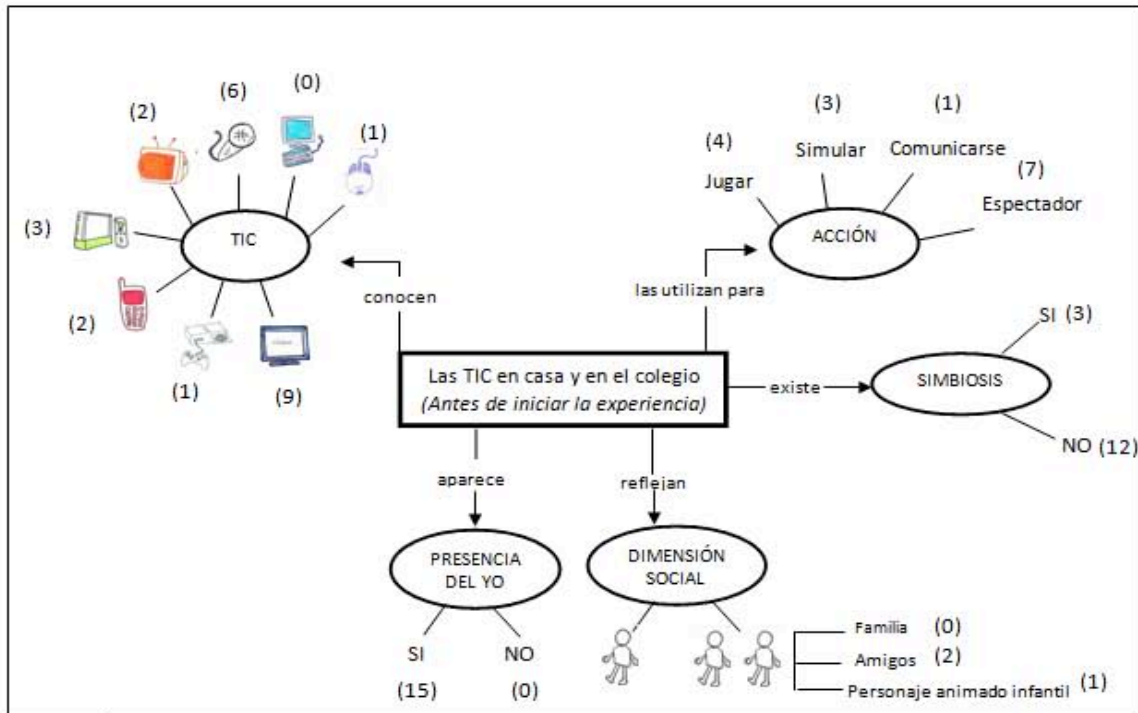 (0)
(6)
(2)
(1)
(3)
TIC
(2)
(1)
(9)
conocen
(3)
(1)
(4)
Simular
Comunicarse
(7)
Jugar
Espectador
ACCIÓN
las utilizan para
SI (3)
Las TIC en casa y en el colegio
(Antes de iniciar la experiencia)
existe
SIMBIOSIS
NO (12)
aparece
reflejan
PRESENCIA
DEL YO
DIMENSIÓN
SOCIAL
SI
NO
(15)
(0)
Familia (0)
Amigos (2)
Personaje animado infantil (1)